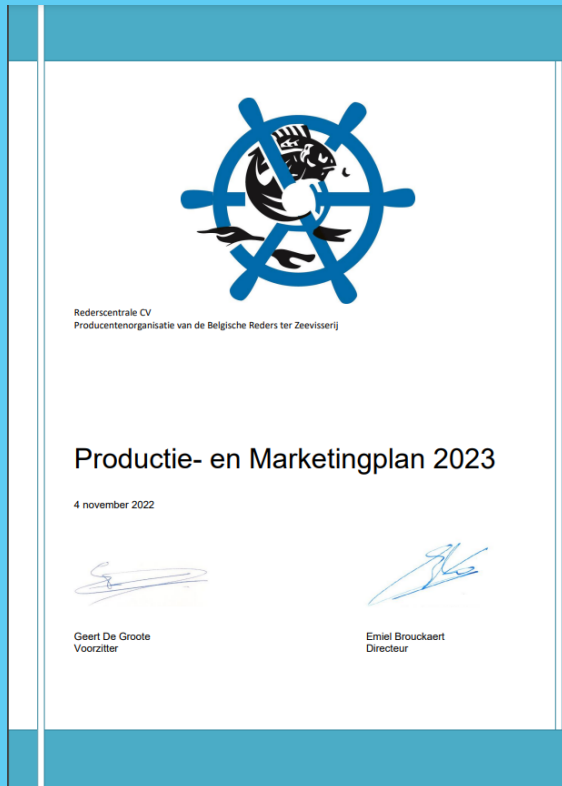 Rederscentrale CV
Producentenorganisatie van de Belgische Reders ter Zeevisserij
Productie- en Marketingplan 2023
4 november 2022
Geert De Groote
Voorzitter
Emiel Brouckaert
Directeur